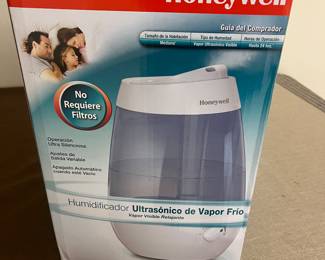 Honeywell
Guía del Comprador
Tamaño de la Habitación
Tipo de Humedad
Horas de Operación
Mediana
Vapor Ultrasónico Visible
Hasta 24 hrs.
No
Requiere
Filtros
Honeywell
Operación
Ultra Silenciosa
Ajustes de
Salida Variable
Apagado Automático
cuando esté Vacío
Humidificador Ultrasónico de Vapor Frío
Vapor Visible Relajante